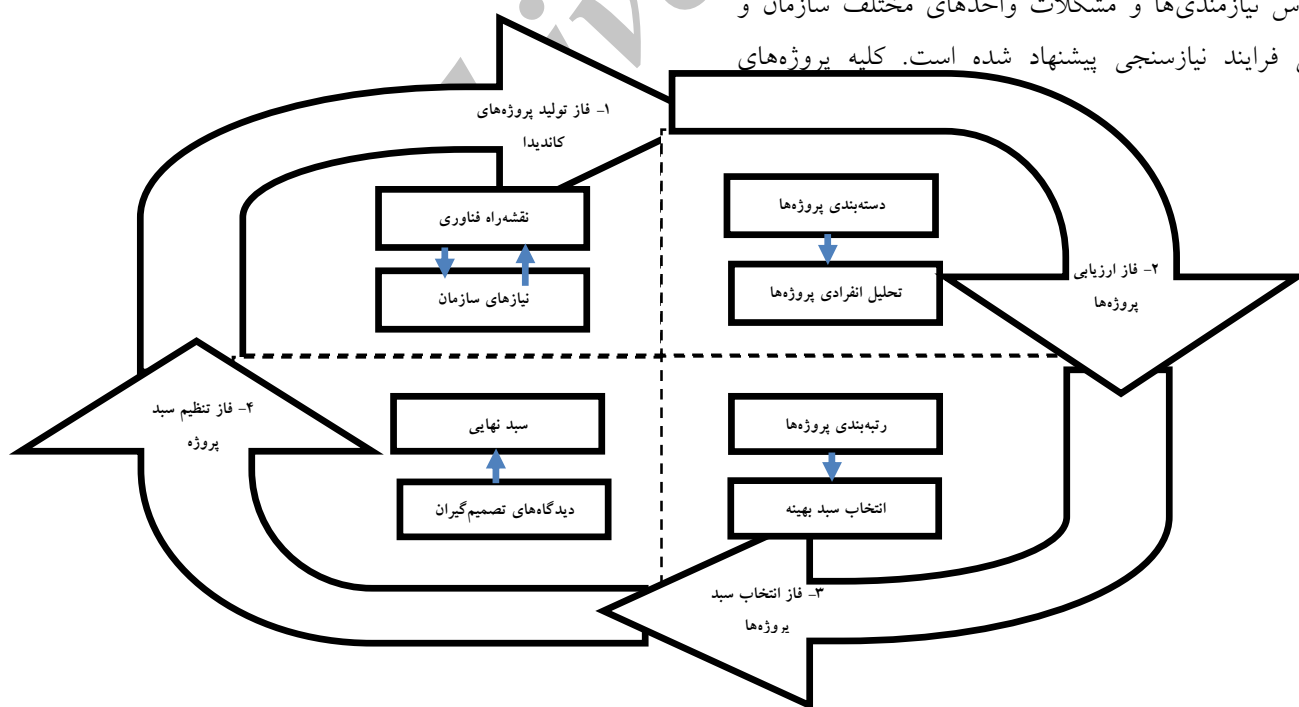 نیازمندی‌ها و مشکلات واحدهای مختلف سازمان و
فرایند نیازسنجی پیشنهاد شده است. کلیه پروژه‌های
۱- فاز تولید پروژه‌های
کاندیدا
نقشه‌راه فناوری
نیازهای سازمان
دسته‌بندی پروژه‌ها
تحلیل انفرادی پروژه‌ها
۲- فاز ارزیابی
پروژه‌ها
رتبه‌بندی پروژه‌ها
انتخاب سبد بهینه
۳- فاز انتخاب سبد
پروژه‌ها
۴- فاز تنظیم سبد
پروژه
سبد نهایی
دیدگاه‌های تصمیم‌گیران